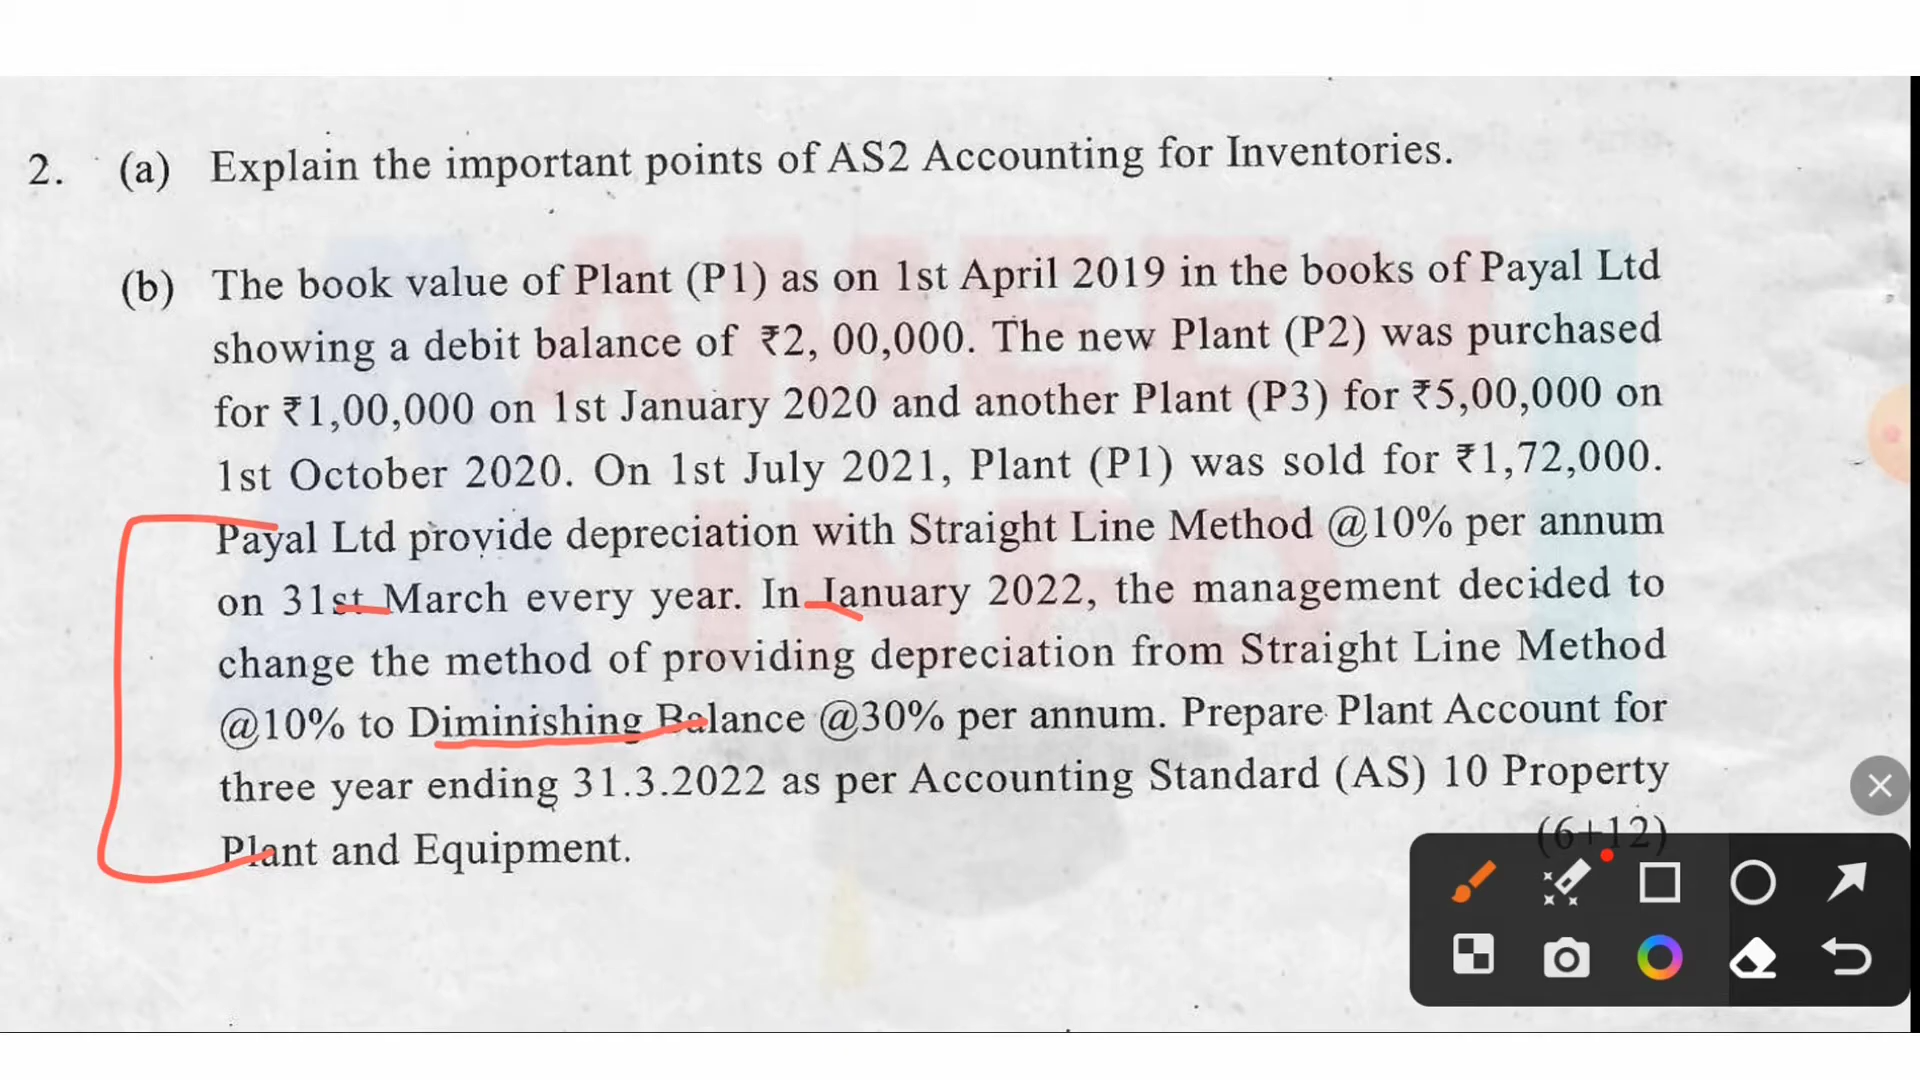 2. (a) Explain the important points of AS2 Accounting for Inventories.
(b) The book value of Plant (P1) as on 1st April 2019 in the books of Payal Ltd
showing a debit balance of ₹2, 00,000. The new Plant (P2) was purchased
for ₹1,00,000 on 1st January 2020 and another Plant (P3) for ₹5,00,000 on
1st October 2020. On 1st July 2021, Plant (P1) was sold for ₹1,72,000.
Payal Ltd provide depreciation with Straight Line Method @10% per annum
on 31st March every year. In January 2022, the management decided to
change the method of providing depreciation from Straight Line Method
@10% to Diminishing Balance @30% per annum. Prepare Plant Account for
three year ending 31.3.2022 as per Accounting Standard (AS) 10 Property
Plant and Equipment.
(6+12)
AMEEN
INFO